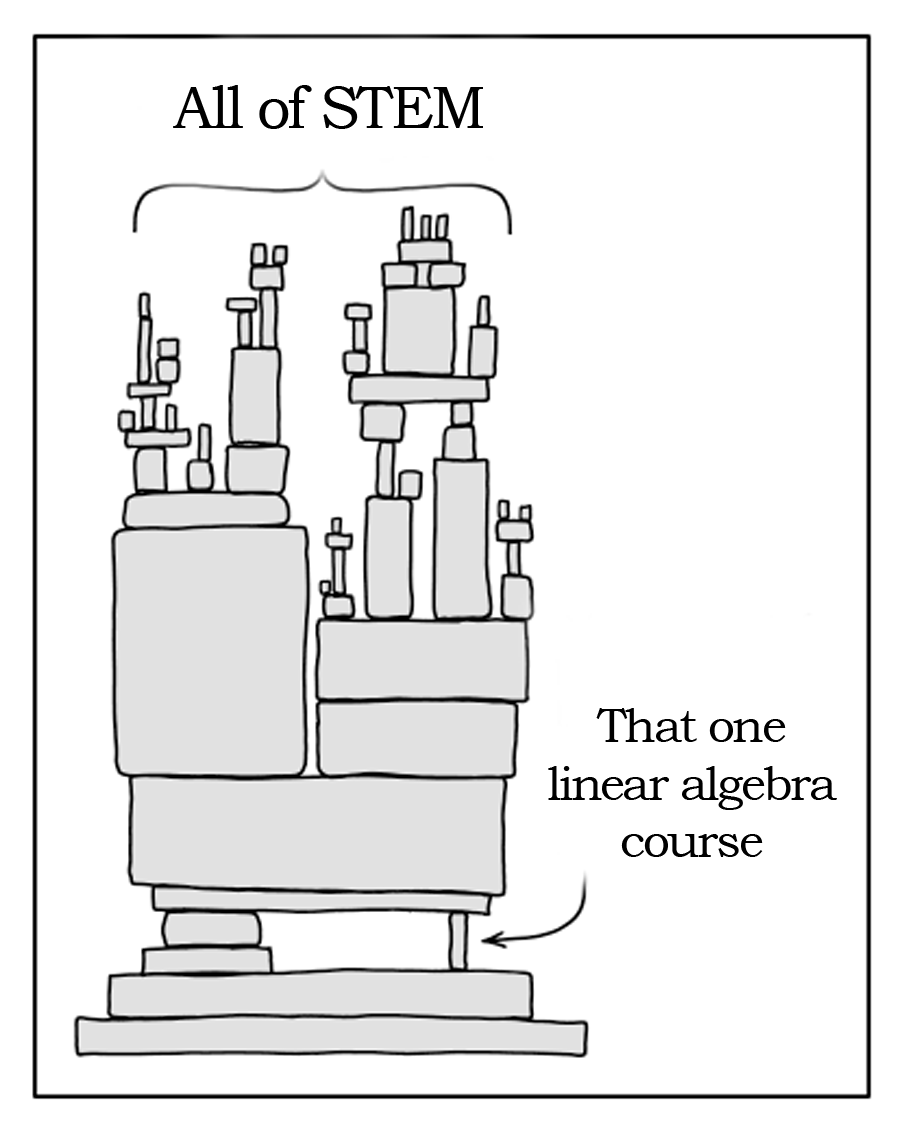 All of STEM
That one
linear algebra
course